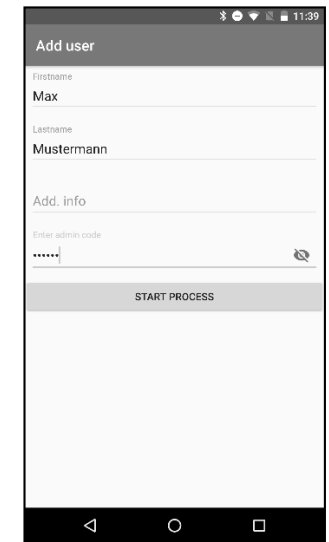 11:39
Add user
Firstname
Max
Lastname
Mustermann
Add. info
Enter admin code
••••••
START PROCESS